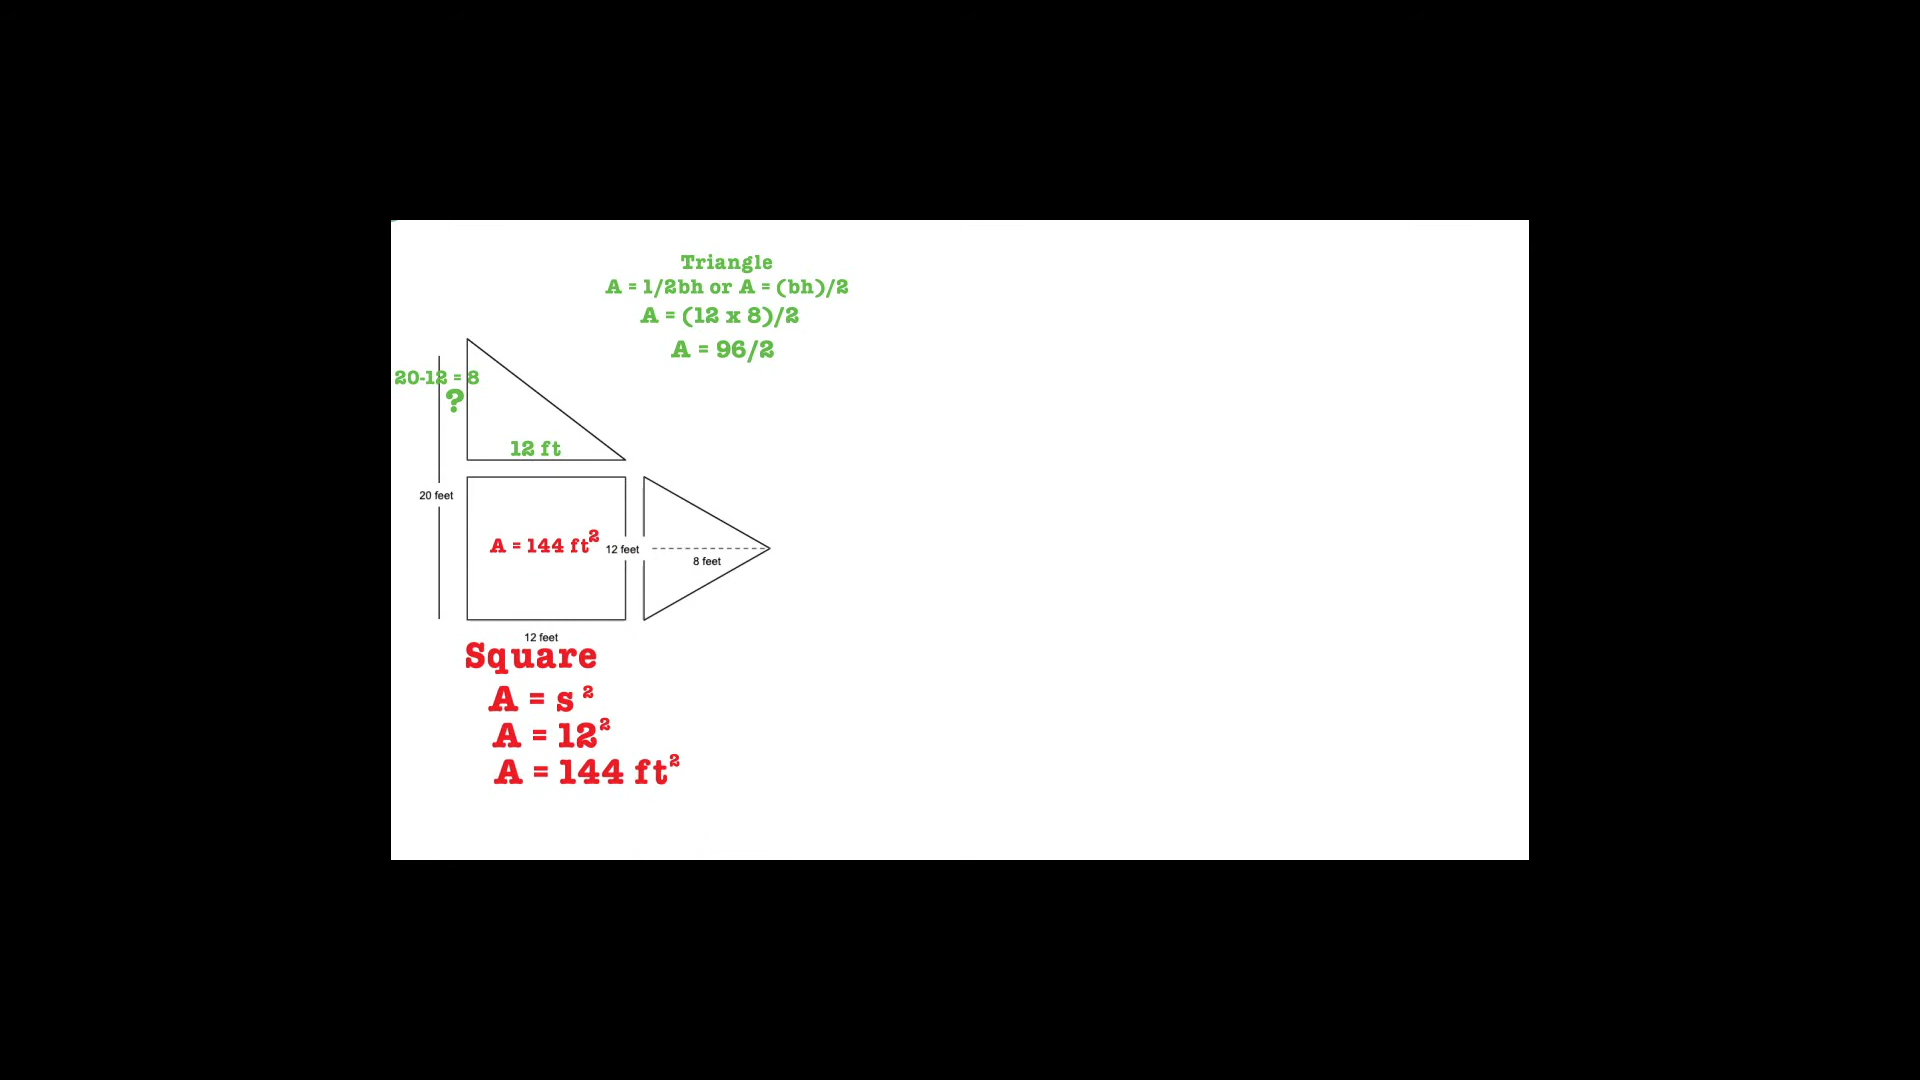 Triangle
A = 1/2bh or A = (bh)/2
A = (12 x 8)/2
A = 96/2
20-12 = 8
?
12 ft
20 feet
A = 144 ft²
12 feet
8 feet
12 feet
Square
A = s²
A = 12²
A = 144 ft²